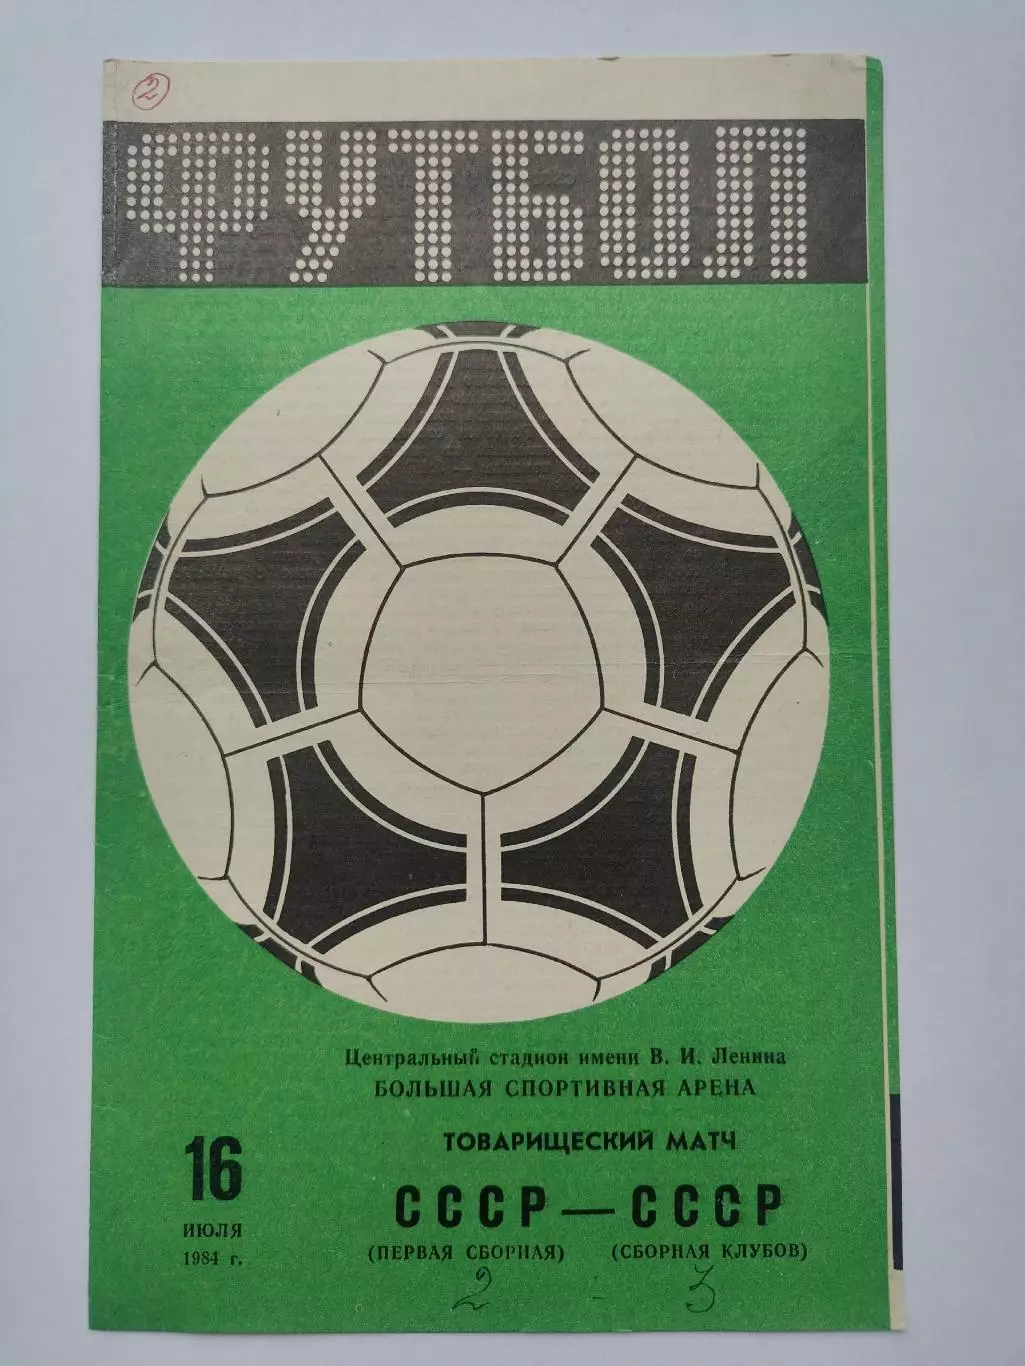 2
ФУТБОЛ
Центральный стадион имени В. И. Ленина
БОЛЬШАЯ СПОРТИВНАЯ АРЕНА
ТОВАРИЩЕСКИЙ МАТЧ
16
ИЮЛЯ
1984 г.
СССР — СССР
(ПЕРВАЯ СБОРНАЯ) (СБОРНАЯ КЛУБОВ)
2 - 3